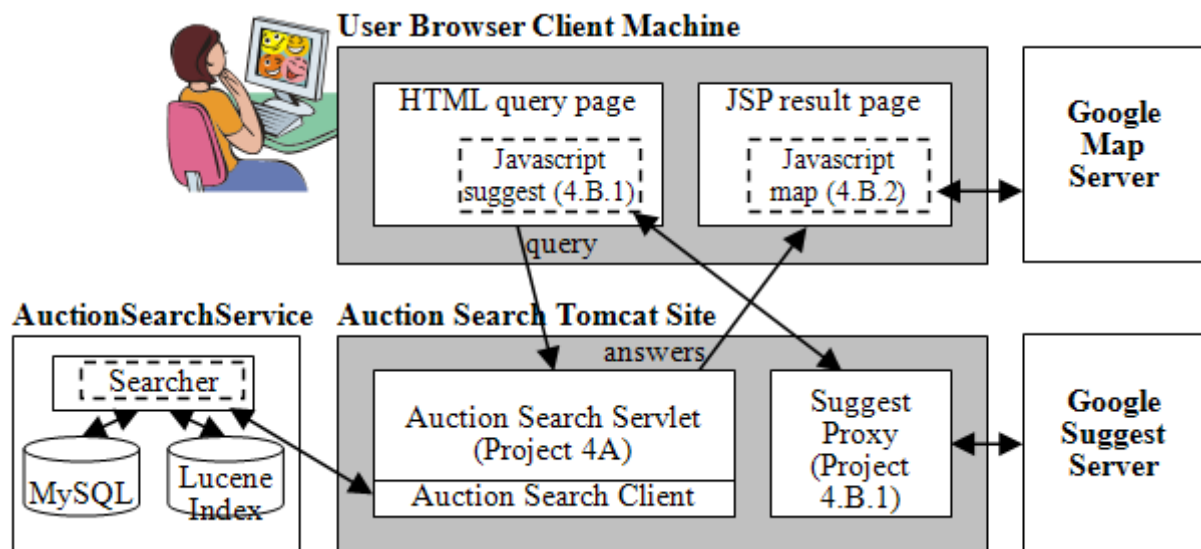 User Browser Client Machine
HTML query page
Javascript
suggest (4.B.1)
JSP result page
Javascript
map (4.B.2)
Google
Map
Server
query
AuctionSearchService
Searcher
MySQL
Lucene
Index
Auction Search Tomcat Site
answers
Auction Search Servlet
(Project 4A)
Auction Search Client
Suggest
Proxy
(Project
4.B.1)
Google
Suggest
Server